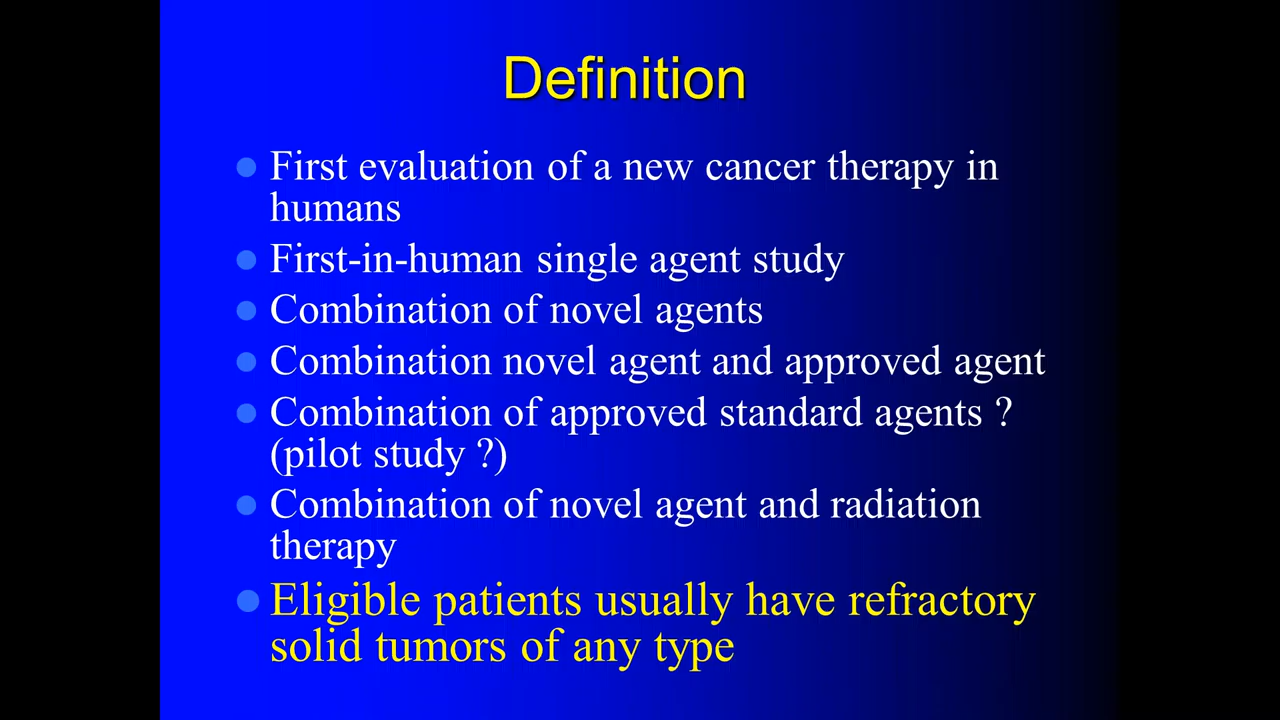 Definition
First evaluation of a new cancer therapy in
humans
First-in-human single agent study
Combination of novel agents
Combination novel agent and approved agent
Combination of approved standard agents ?
(pilot study ?)
Combination of novel agent and radiation
therapy
Eligible patients usually have refractory
solid tumors of any type